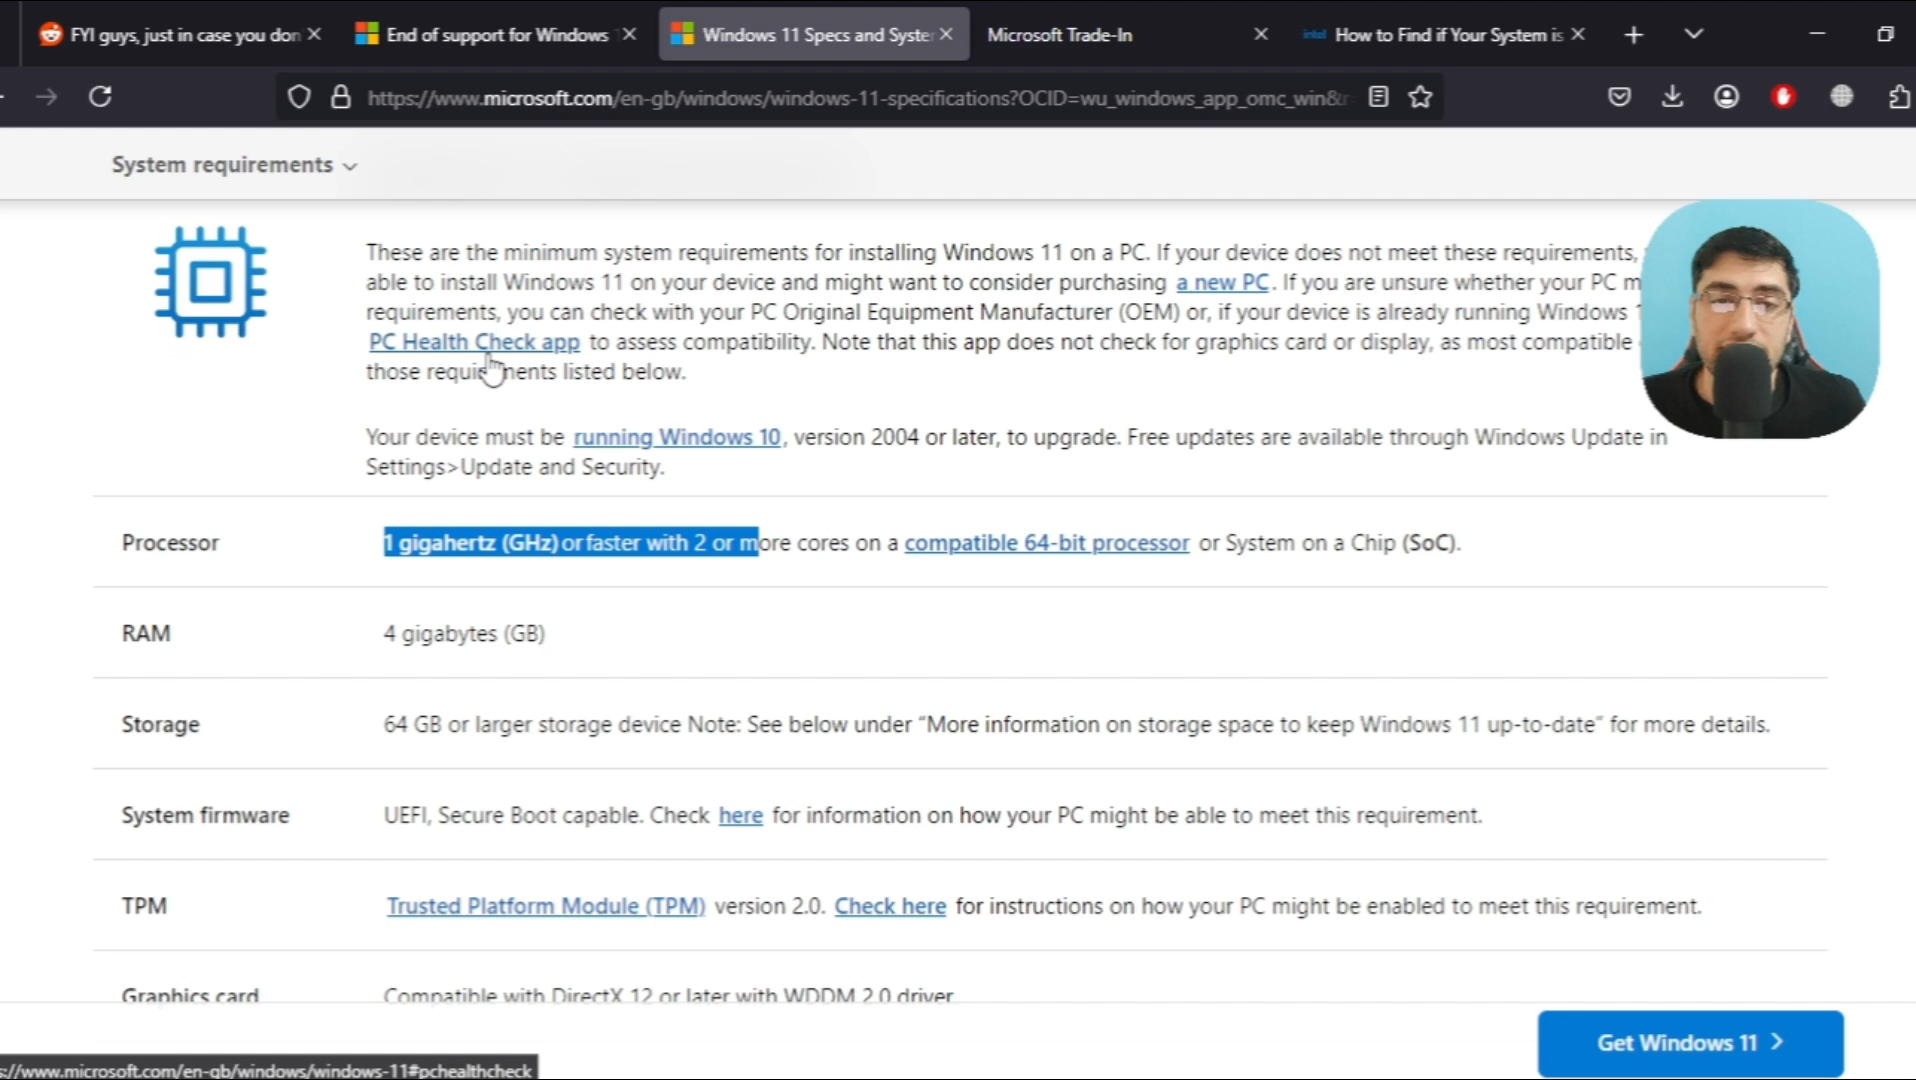 FYI guys, just in case you don
End of support for Windows 1
Windows 11 Specs and System
Microsoft Trade-In
intel How to Find if Your System is
https://www.microsoft.com/en-gb/windows/windows-11-specifications?OCID=wu_windows_app_omc_win&r
System requirements
These are the minimum system requirements for installing Windows 11 on a PC. If your device does not meet these requirements,
able to install Windows 11 on your device and might want to consider purchasing a new PC. If you are unsure whether your PC m
requirements, you can check with your PC Original Equipment Manufacturer (OEM) or, if your device is already running Windows 1
PC Health Check app to assess compatibility. Note that this app does not check for graphics card or display, as most compatible
those requirements listed below.
Your device must be running Windows 10, version 2004 or later, to upgrade. Free updates are available through Windows Update in
Settings>Update and Security.
Processor 1 gigahertz (GHz) or faster with 2 or more cores on a compatible 64-bit processor or System on a Chip (SoC).
RAM 4 gigabytes (GB)
Storage 64 GB or larger storage device Note: See below under “More information on storage space to keep Windows 11 up-to-date” for more details.
System firmware UEFI, Secure Boot capable. Check here for information on how your PC might be able to meet this requirement.
TPM Trusted Platform Module (TPM) version 2.0. Check here for instructions on how your PC might be enabled to meet this requirement.
Graphics card Compatible with DirectX 12 or later with WDDM 2.0 driver
Get Windows 11
s://www.microsoft.com/en-gb/windows/windows-11#pchealthcheck